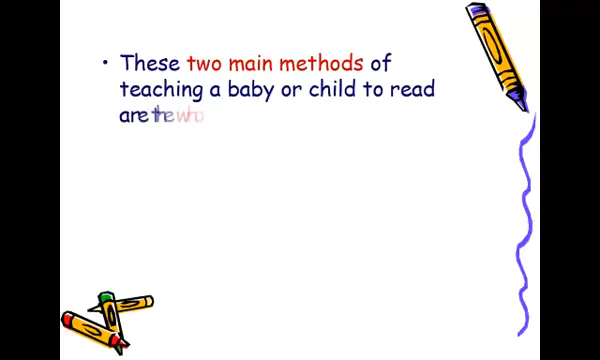 • These two main methods of
teaching a baby or child to read
are the